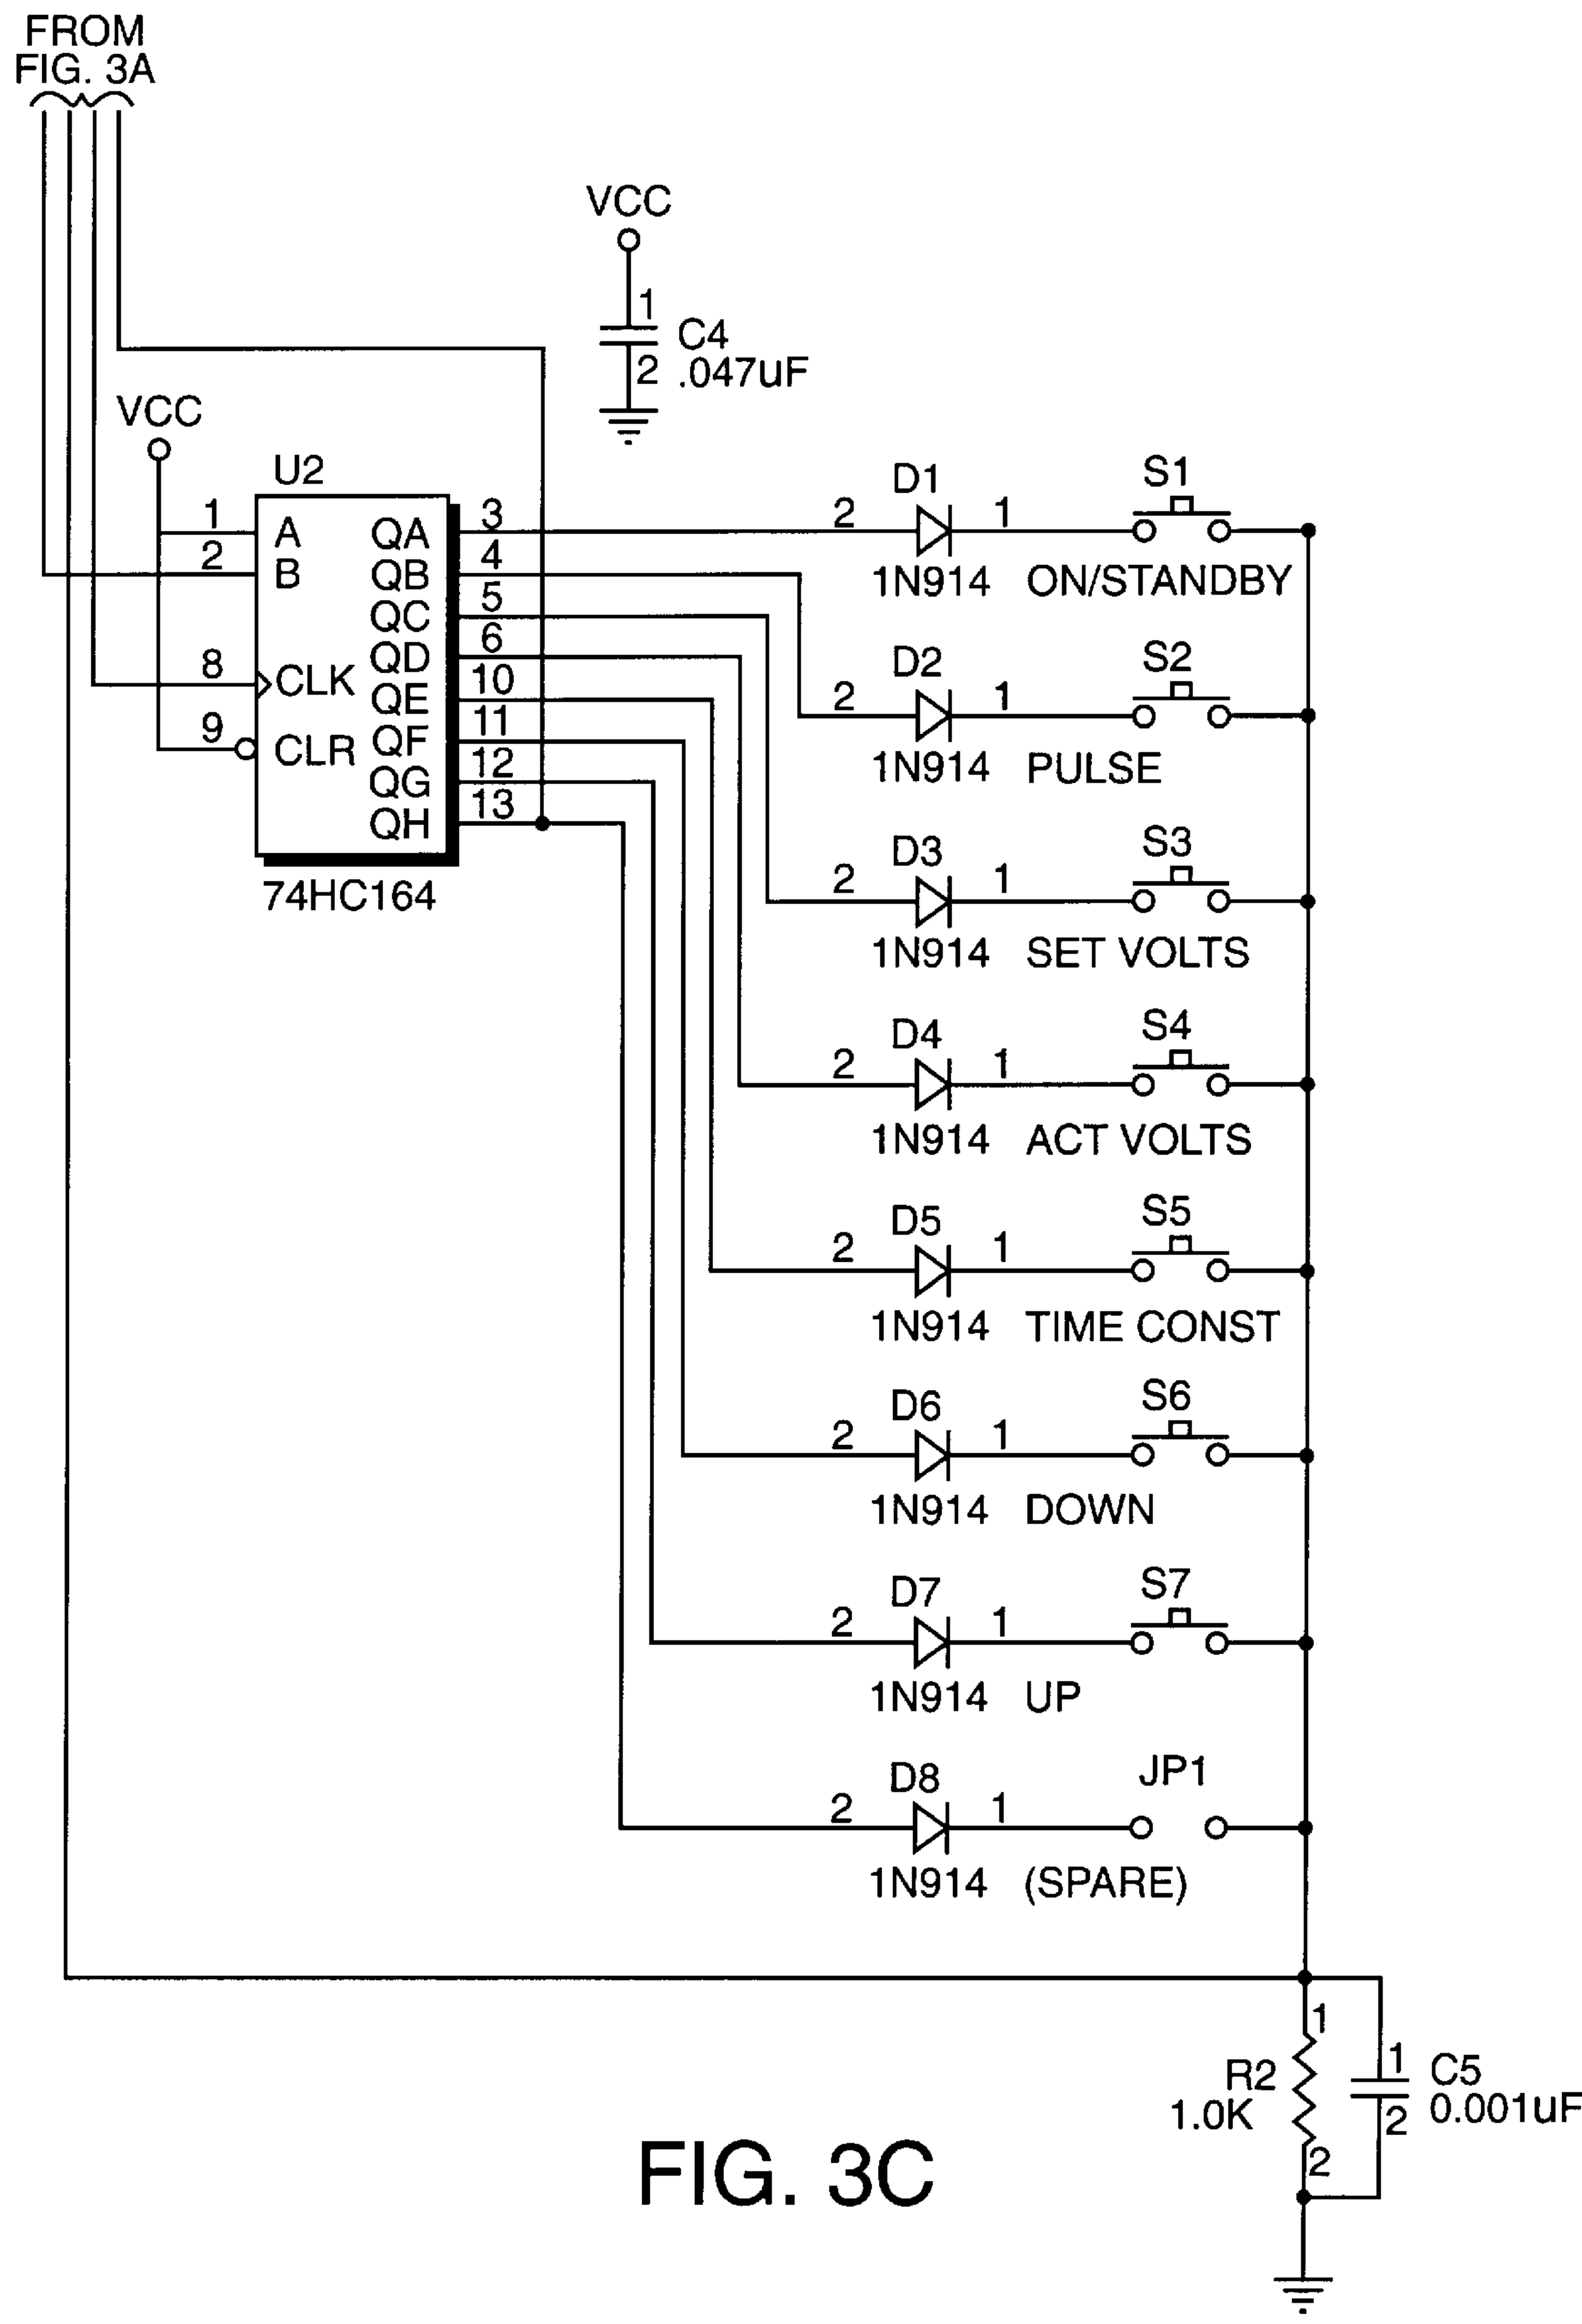 FROM
FIG. 3A
VCC
1
C4
2 .047uF
VCC
U2
1 A QA 3
2 B QB 4
QC 5
QD 6
8 CLK QE 10
9 CLR QF 11
QG 12
QH 13
74HC164
2 D1 1 S1
1N914 ON/STANDBY
2 D2 1 S2
1N914 PULSE
2 D3 1 S3
1N914 SET VOLTS
2 D4 1 S4
1N914 ACT VOLTS
2 D5 1 S5
1N914 TIME CONST
2 D6 1 S6
1N914 DOWN
2 D7 1 S7
1N914 UP
2 D8 1 JP1
1N914 (SPARE)
1
R2 1 C5
1.0K 2 0.001uF
2
FIG. 3C